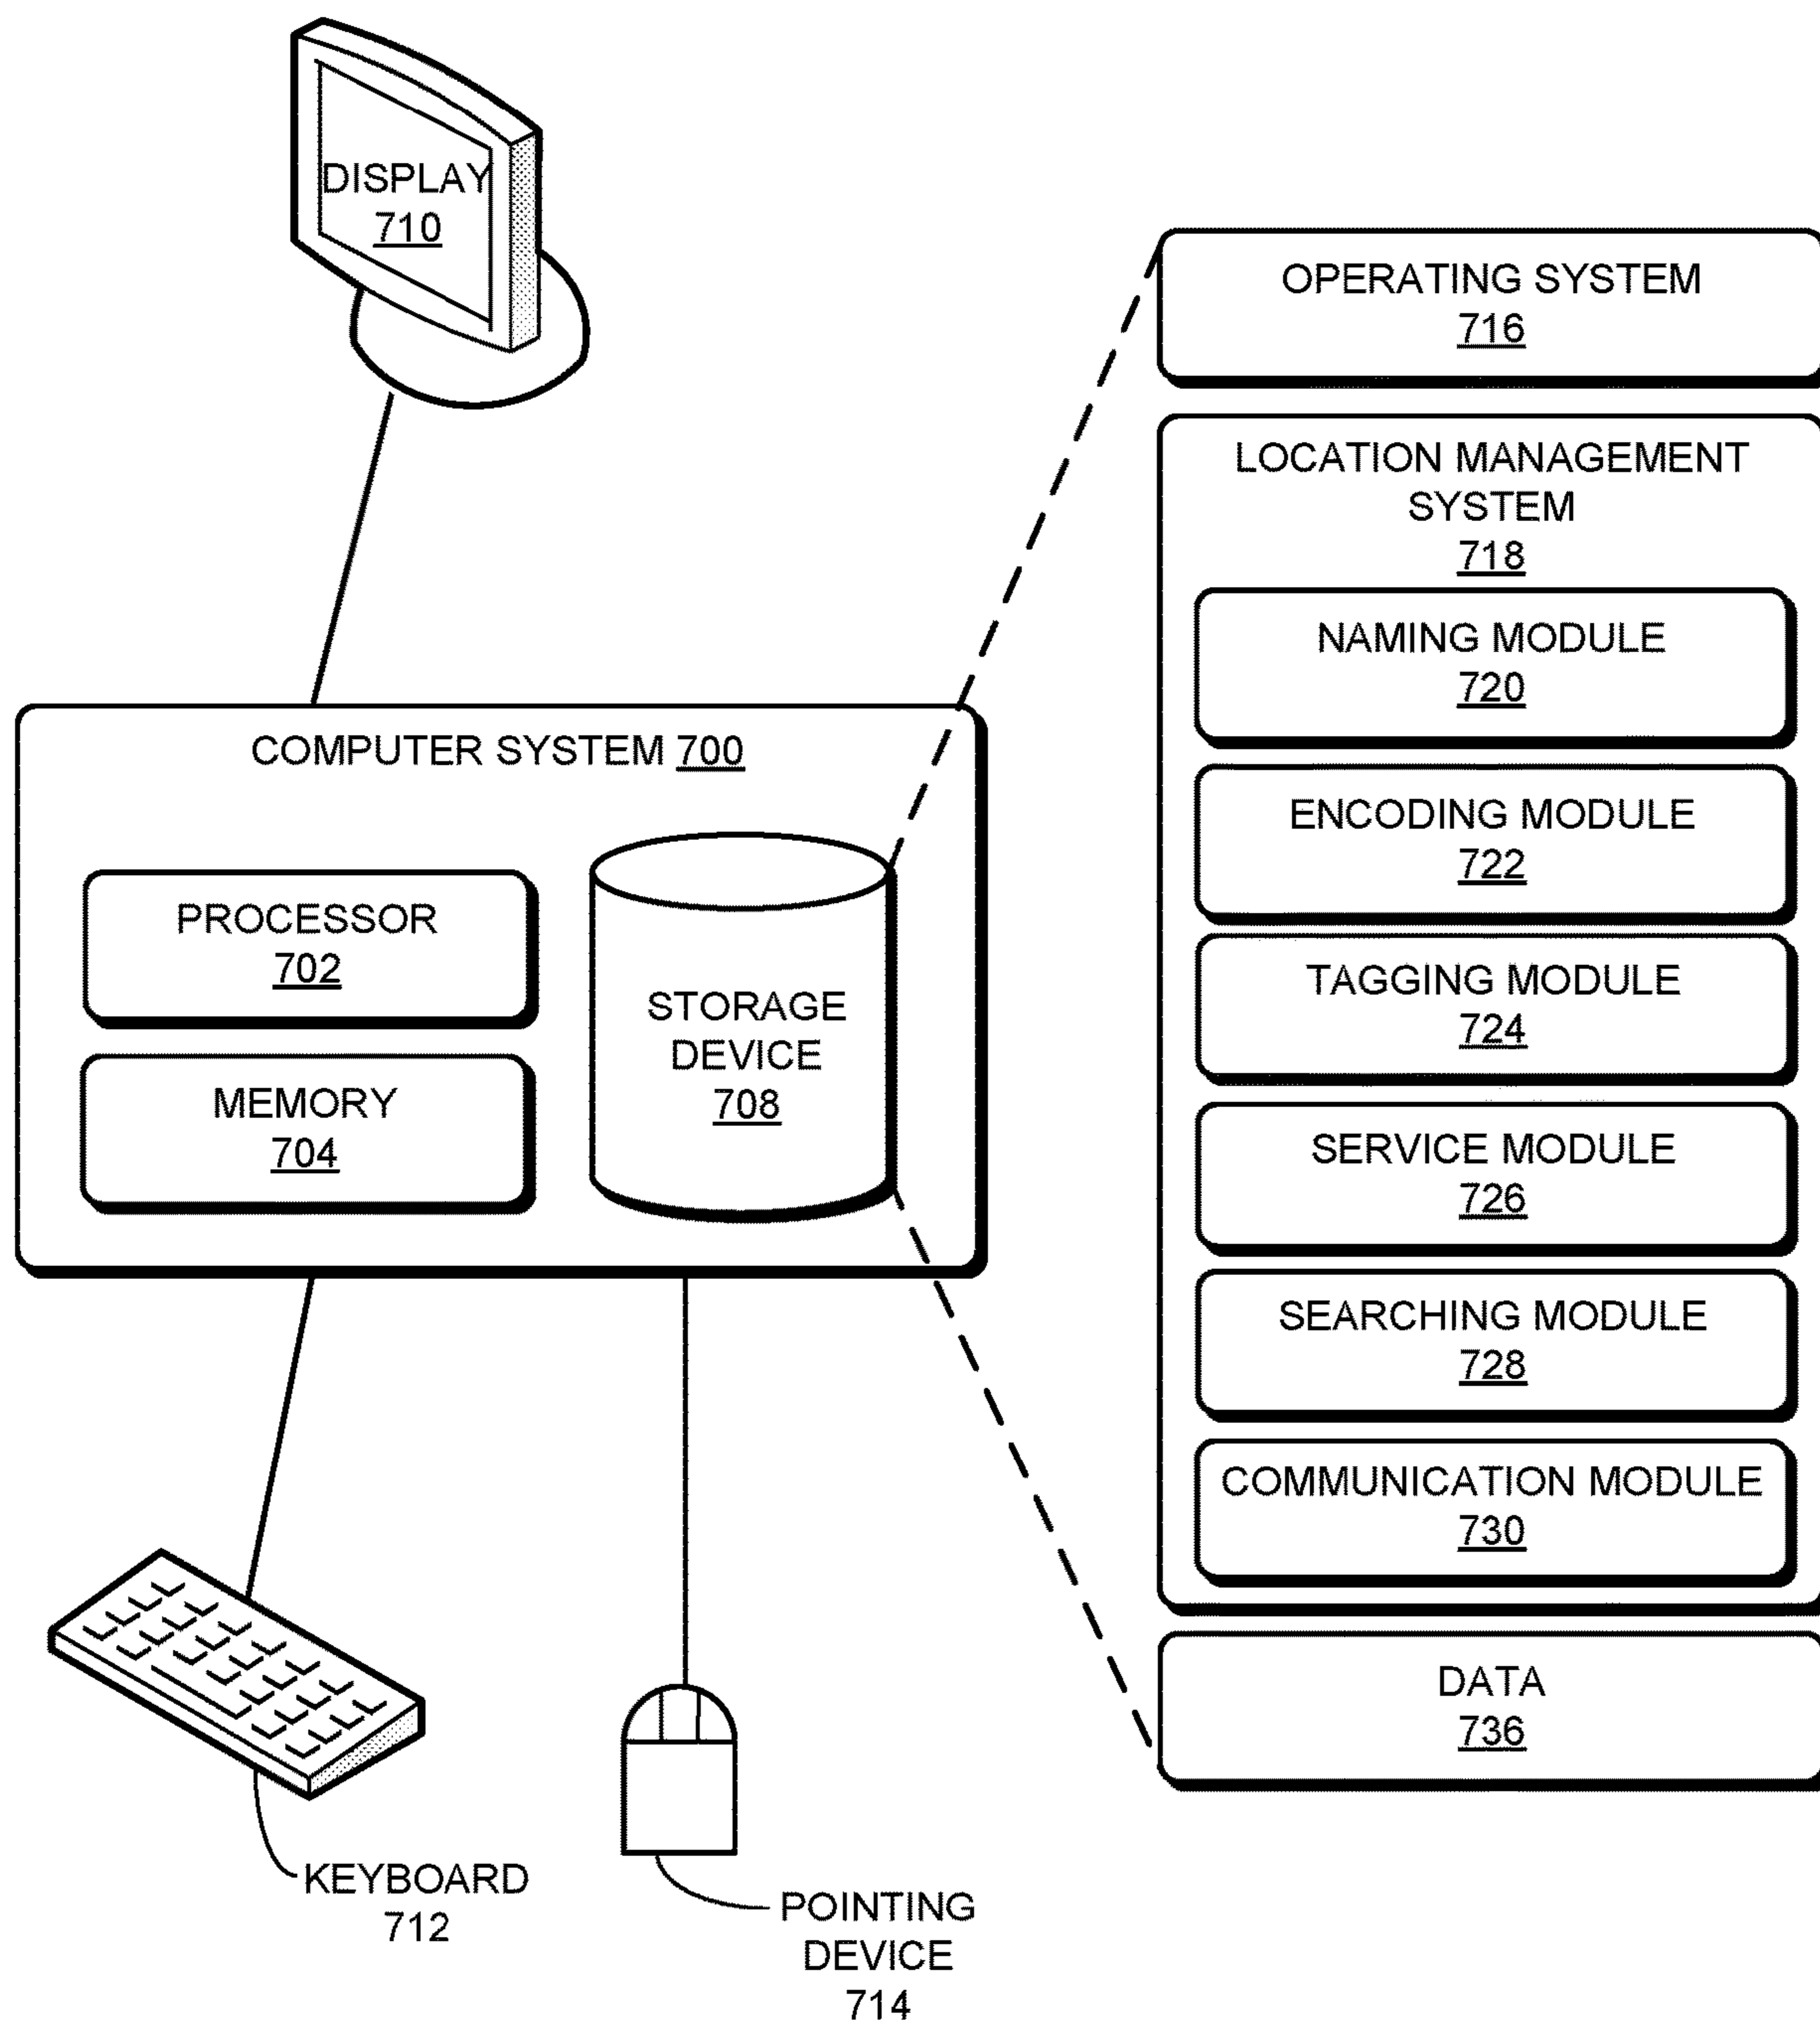 DISPLAY
710
COMPUTER SYSTEM 700
PROCESSOR
702
MEMORY
704
STORAGE
DEVICE
708
KEYBOARD
712
POINTING
DEVICE
714
OPERATING SYSTEM
716
LOCATION MANAGEMENT
SYSTEM
718
NAMING MODULE
720
ENCODING MODULE
722
TAGGING MODULE
724
SERVICE MODULE
726
SEARCHING MODULE
728
COMMUNICATION MODULE
730
DATA
736